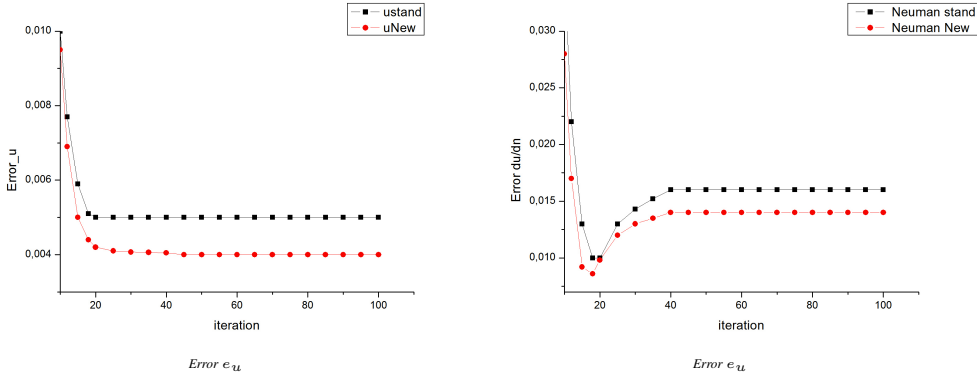 ustand
uNew
0,010
0,008
0,006
0,004
Error_u
20
40
60
80
100
iteration
Error e u
Neuman stand
Neuman New
0,030
0,025
0,020
0,015
0,010
Error du/dn
20
40
60
80
100
iteration
Error e u